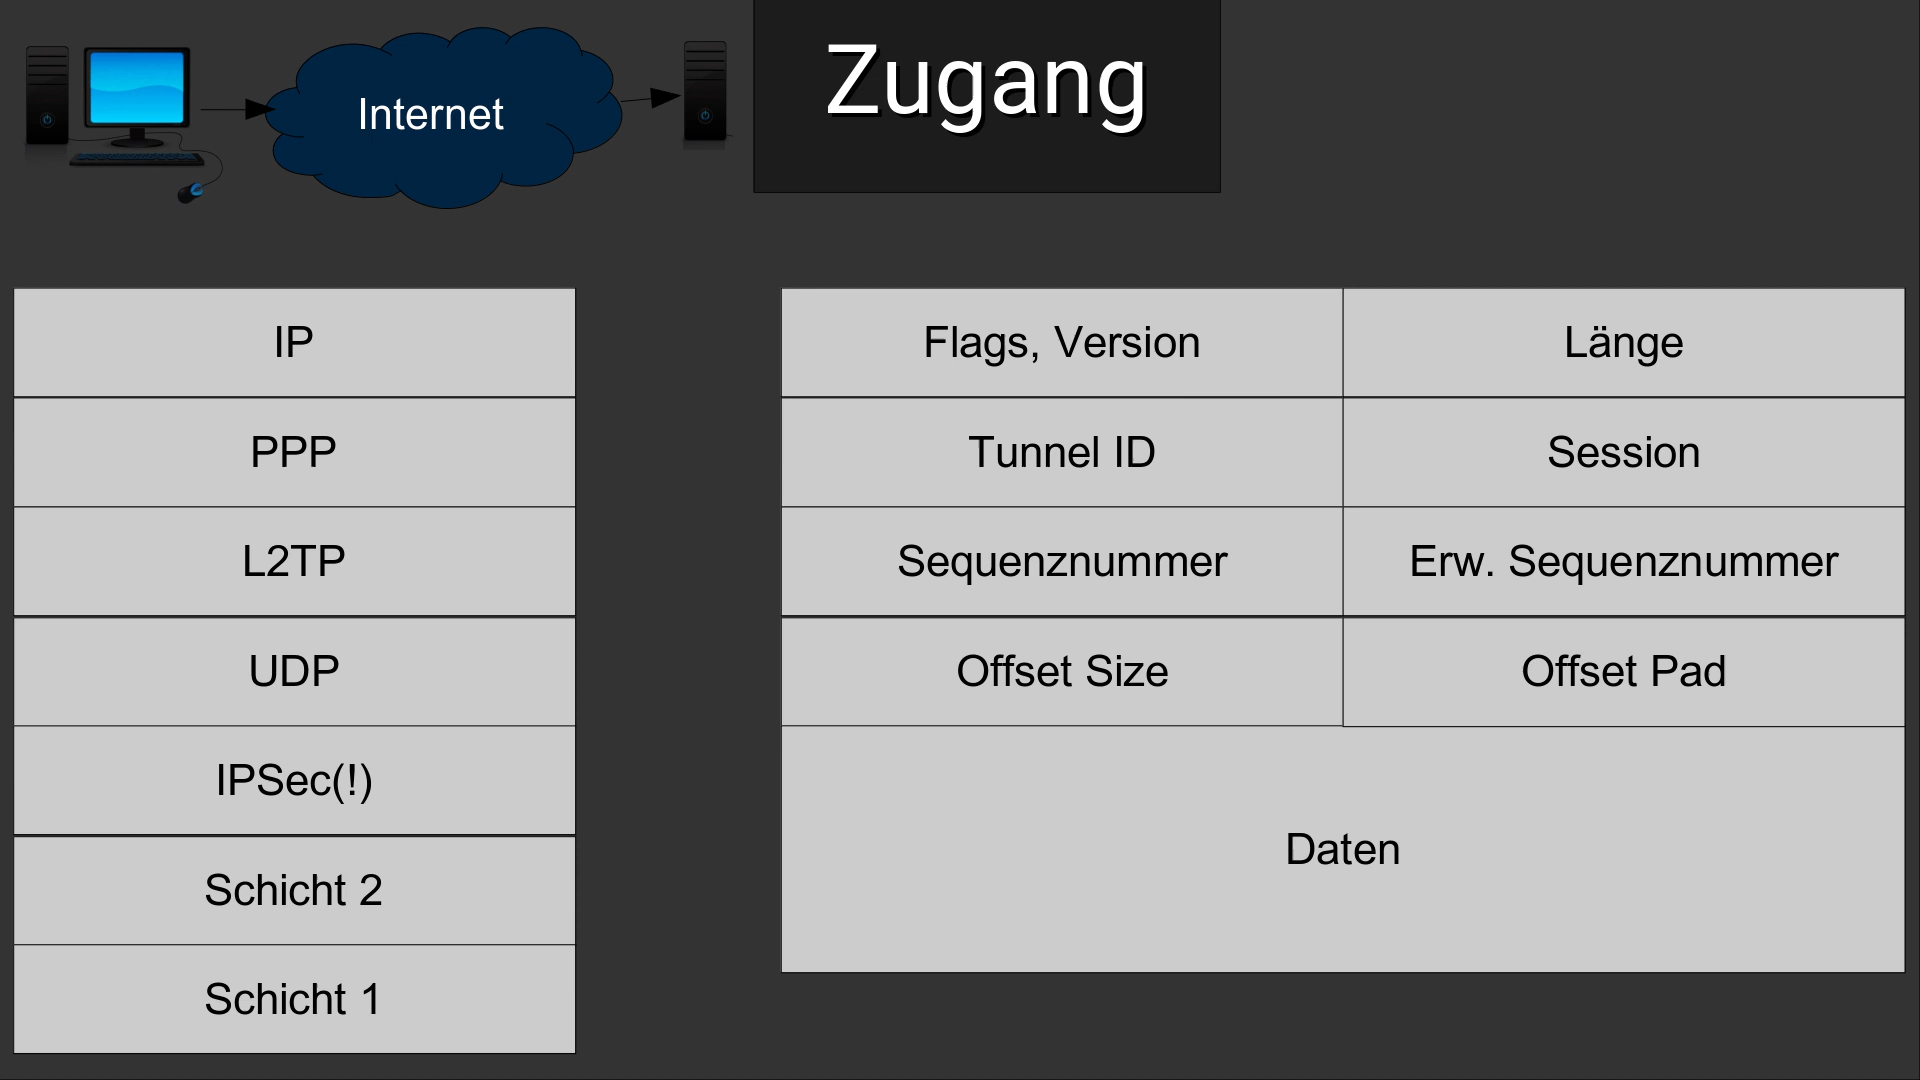 Internet
Zugang
IP
PPP
L2TP
UDP
IPSec(!)
Schicht 2
Schicht 1
Flags, Version
Länge
Tunnel ID
Session
Sequenznummer
Erw. Sequenznummer
Offset Size
Offset Pad
Daten